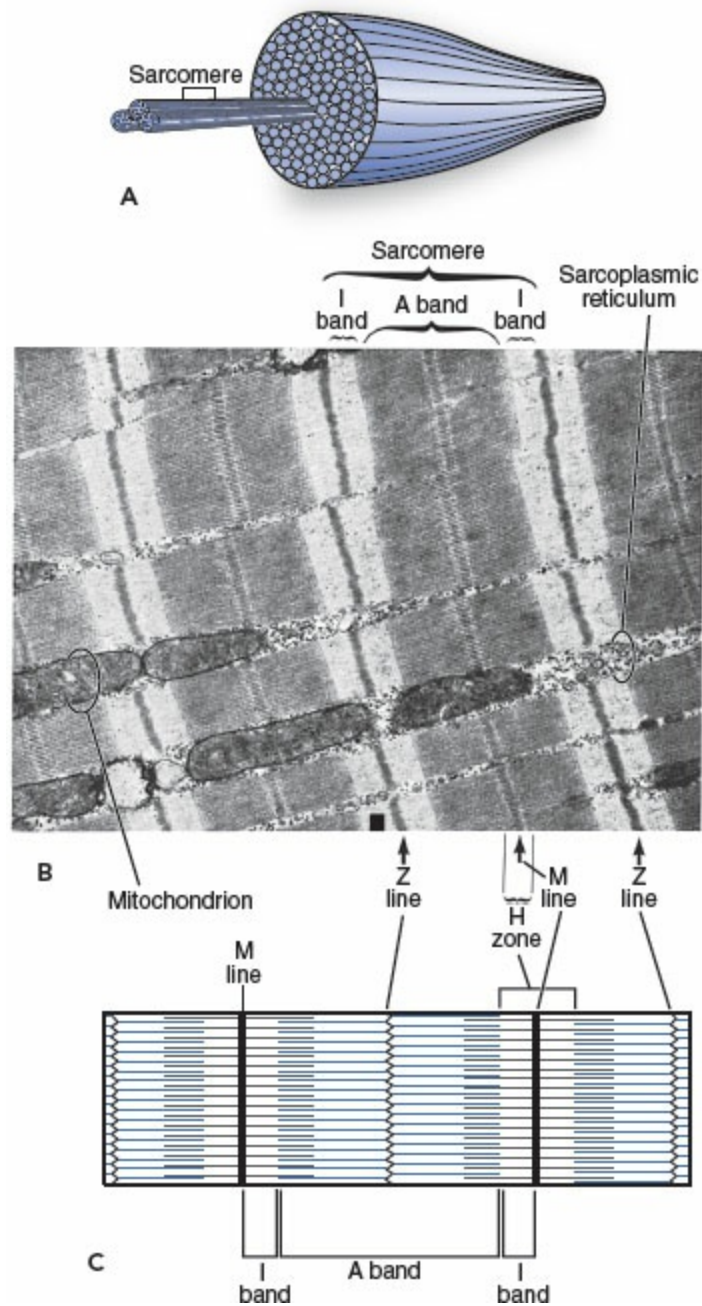 Sarcomere
A
Sarcomere
I
band
A band
I
band
Sarcoplasmic
reticulum
B
Mitochondrion
Z
line
M
line
H
zone
Z
line
M
line
C
I
band
A band
I
band